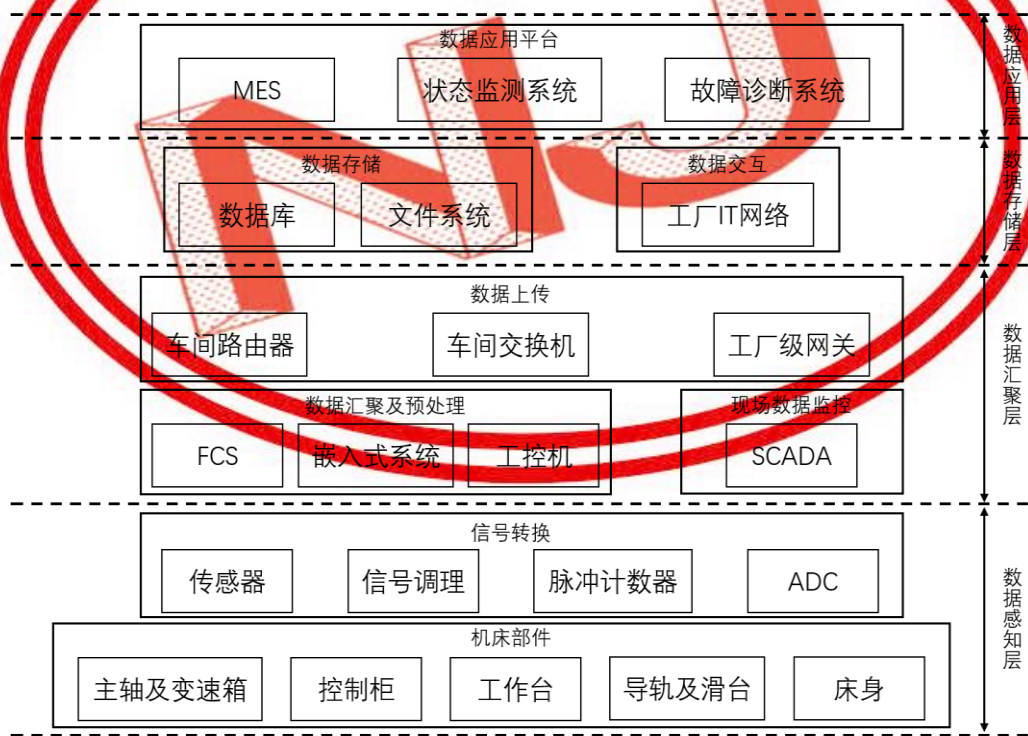 数据应用平台
MES
状态监测系统
故障诊断系统
数据应用层
数据存储
数据库
文件系统
数据交互
工厂IT网络
数据存储层
数据上传
车间路由器
车间交换机
工厂级网关
数据汇聚及预处理
FCS
嵌入式系统
工控机
现场数据监控
SCADA
数据汇聚层
信号转换
传感器
信号调理
脉冲计数器
ADC
机床部件
主轴及变速箱
控制柜
工作台
导轨及滑台
床身
数据感知层
NJ